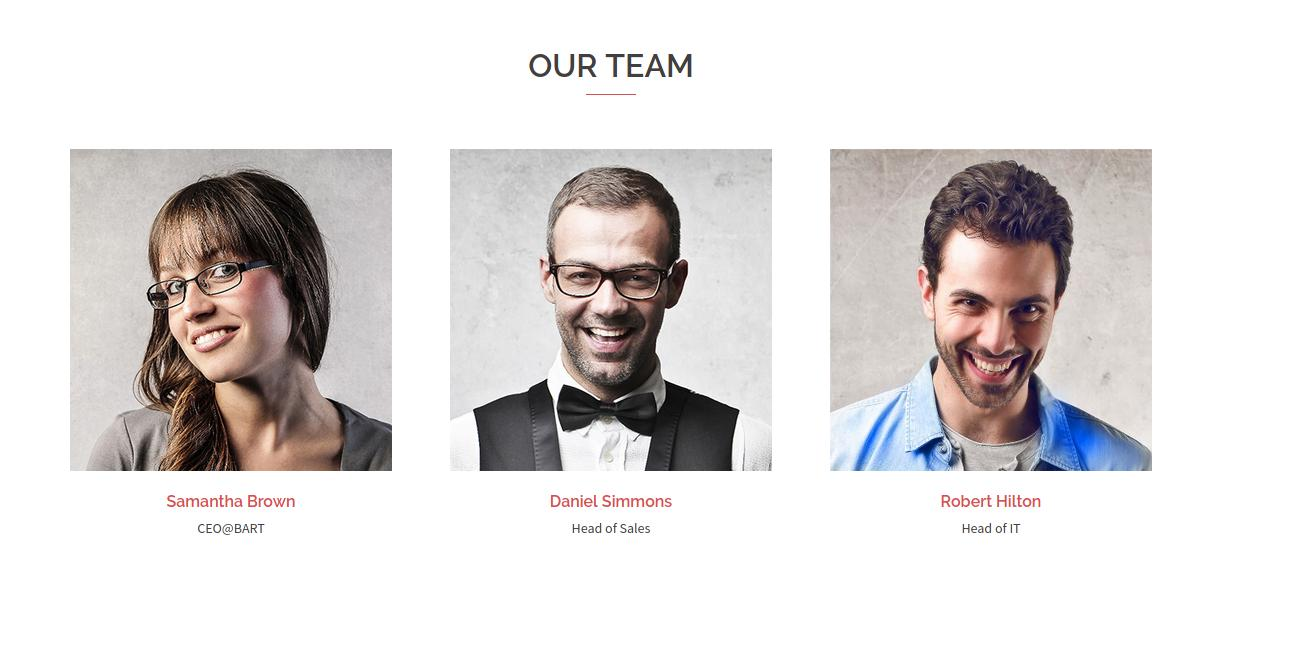 OUR TEAM
Samantha Brown
CEO@BART
Daniel Simmons
Head of Sales
Robert Hilton
Head of IT